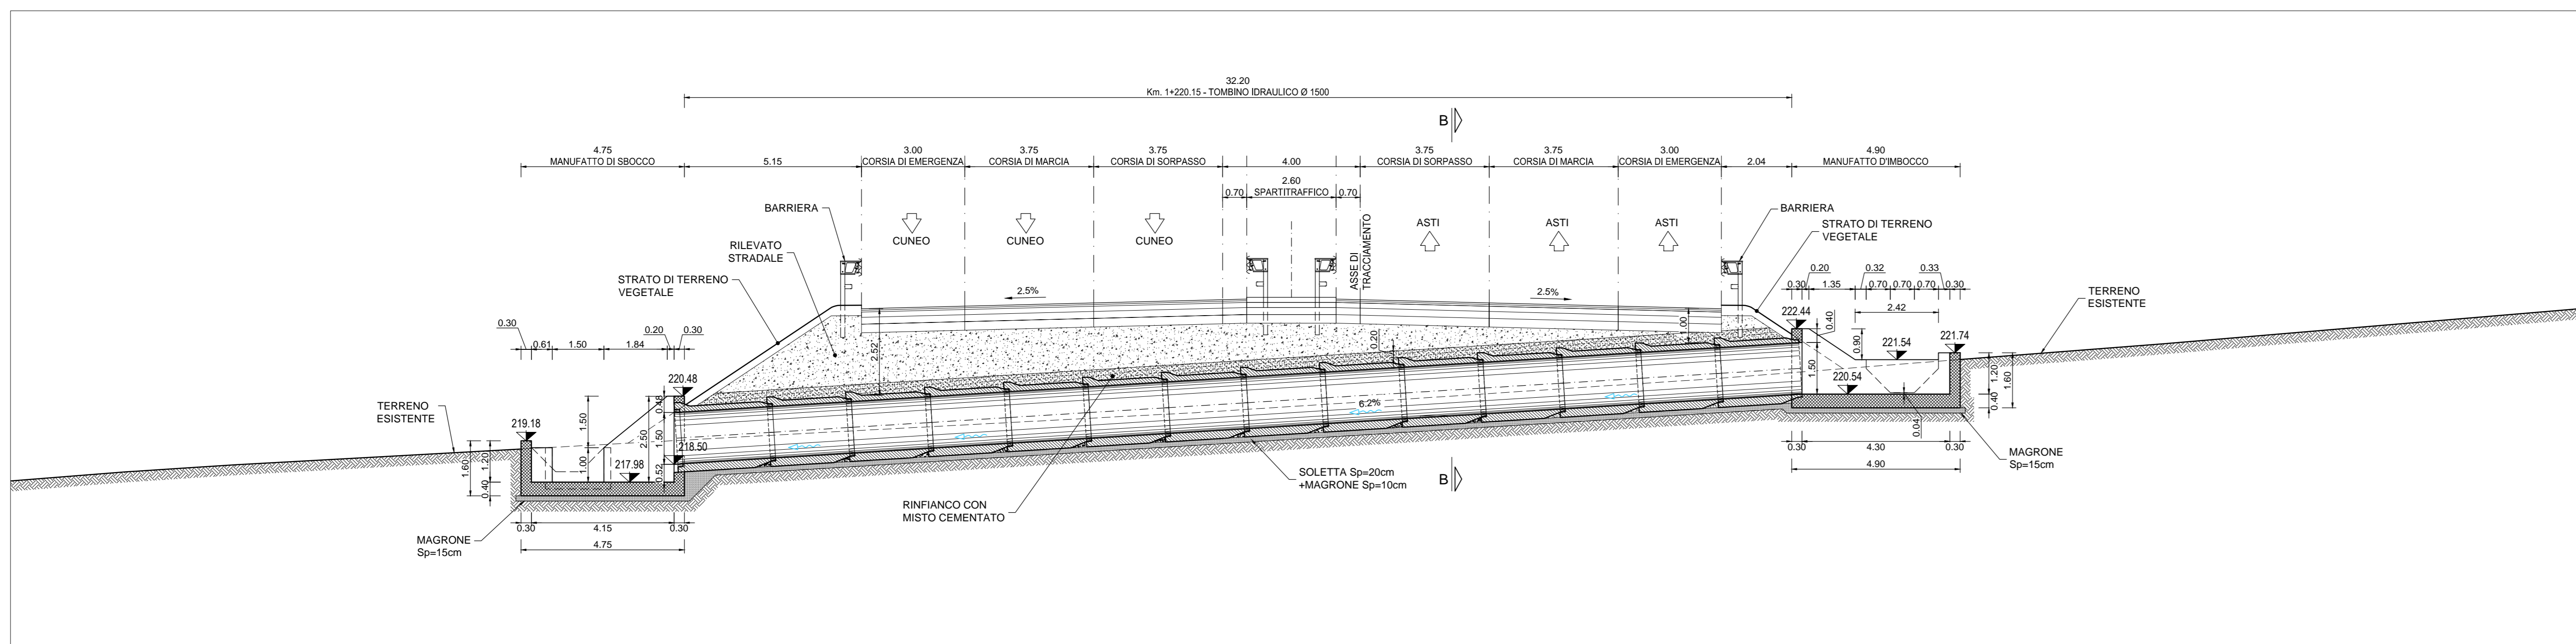 32.20
Km. 1+220.15 - TOMBINO IDRAULICO Ø 1500
B
4.75
MANUFATTO DI SBOCCO
5.15
3.00
CORSIA DI EMERGENZA
3.75
CORSIA DI MARCIA
3.75
CORSIA DI SORPASSO
4.00
3.75
CORSIA DI SORPASSO
3.75
CORSIA DI MARCIA
3.00
CORSIA DI EMERGENZA
2.04
4.90
MANUFATTO D'IMBOCCO
2.60
0.70
SPARTITRAFFICO
0.70
BARRIERA
CUNEO
CUNEO
CUNEO
ASSE DI
TRACCIAMENTO
ASTI
ASTI
ASTI
BARRIERA
STRATO DI TERRENO
VEGETALE
RILEVATO
STRADALE
STRATO DI TERRENO
VEGETALE
2.5%
2.5%
0.20
0.32
0.33
0.30
1.35
0.70
0.70
0.70
0.30
2.42
TERRENO
ESISTENTE
222.44
0.40
0.90
221.54
221.74
1.00
0.20
2.52
1.50
220.54
1.20
1.60
0.40
0.04
0.30
0.20
0.30
0.61
1.50
1.84
220.48
0.48
TERRENO
ESISTENTE
219.18
1.50
2.50
1.50
218.50
1.60
1.20
1.00
217.98
0.52
0.40
6.2%
0.30
4.30
0.30
4.90
MAGRONE
Sp=15cm
SOLETTA Sp=20cm
+MAGRONE Sp=10cm
B
RINFIANCO CON
MISTO CEMENTATO
0.30
4.15
0.30
4.75
MAGRONE
Sp=15cm